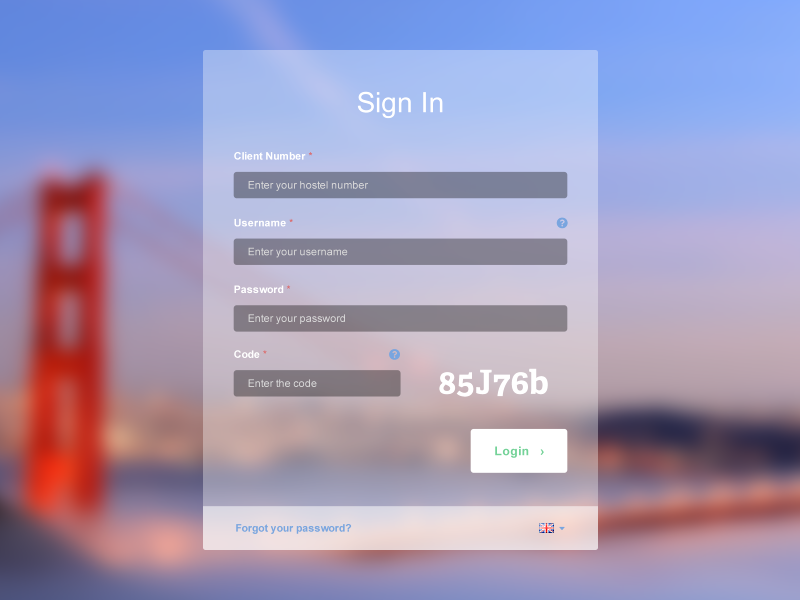 Sign In
Client Number *
Enter your hostel number
Username *
?
Enter your username
Password *
Enter your password
Code *
?
Enter the code
85J76b
Login ›
Forgot your password?